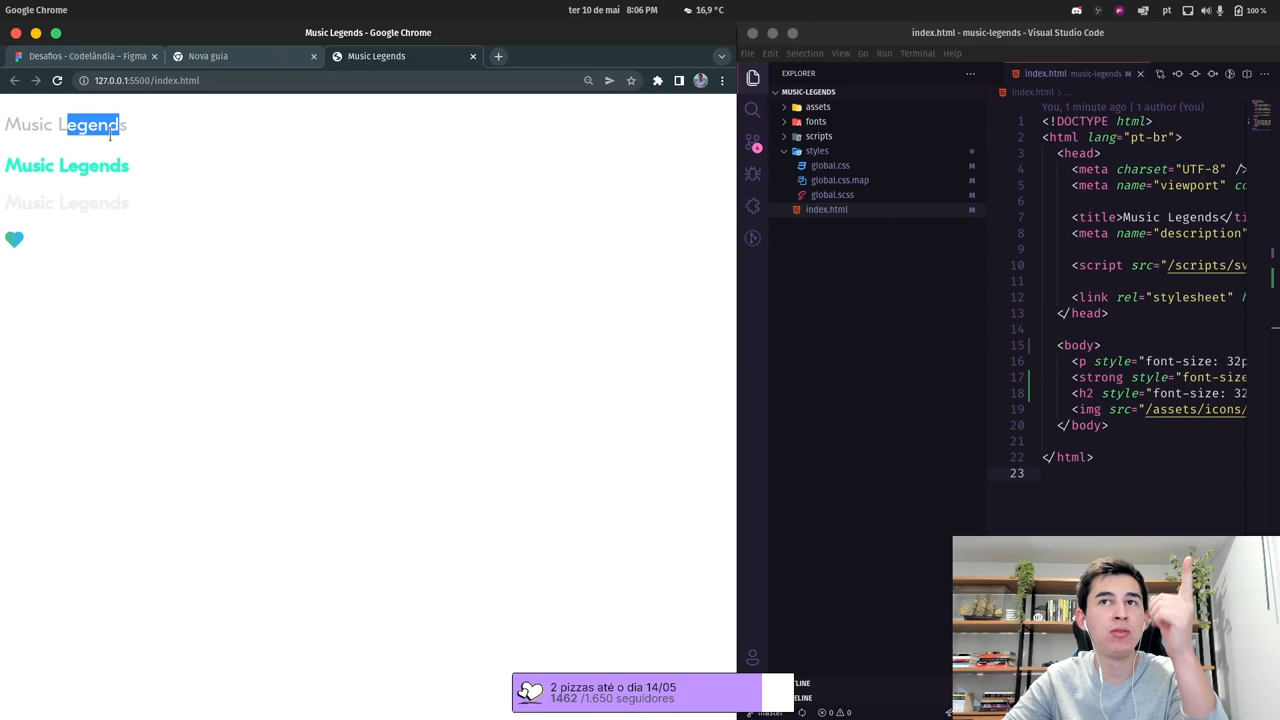 Google Chrome
ter 10 de mai 8:06 PM
16,9 °C
pt
100 %
Music Legends - Google Chrome
Desafios - Codelândia – Figma
Nova guia
Music Legends
127.0.0.1:5500/index.html
Music Legends
Music Legends
Music Legends
2 pizzas até o dia 14/05
1462 /1.650 seguidores
index.html - music-legends - Visual Studio Code
File Edit Selection View Go Run Terminal Help
EXPLORER
MUSIC-LEGENDS
assets
fonts
scripts
styles
global.css M
global.css.map M
global.scss M
index.html M
index.html music-legends M
index.html > ...
You, 1 minute ago | 1 author (You)
1 <!DOCTYPE html>
2 <html lang="pt-br">
3 <head>
4 <meta charset="UTF-8" />
5 <meta name="viewport" co
6
7 <title>Music Legends</ti
8 <meta name="description"
9
10 <script src="/scripts/sv
11
12 <link rel="stylesheet" h
13 </head>
14
15 <body>
16 <p style="font-size: 32p
17 <strong style="font-size
18 <h2 style="font-size: 32
19 <img src="/assets/icons/
20 </body>
21
22 </html>
23
TLINE
ELINE
master
0 0